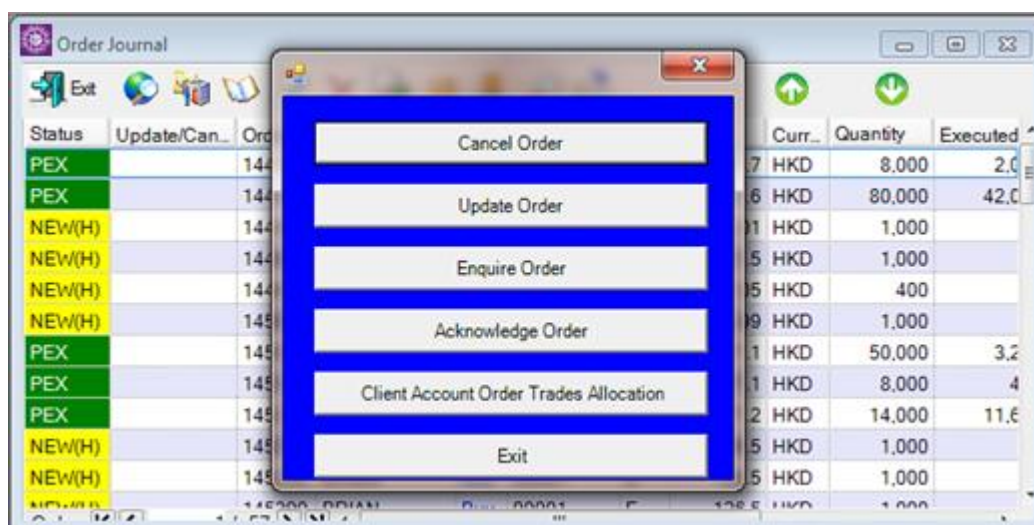 Order Journal
Exit
Status Update/Can... Curr... Quantity Executed
PEX HKD 8,000
PEX HKD 80,000
NEW(H) HKD 1,000
NEW(H) HKD 1,000
NEW(H) HKD 400
NEW(H) HKD 1,000
PEX HKD 50,000
PEX HKD 8,000
PEX HKD 14,000
NEW(H) HKD 1,000
NEW(H) HKD 1,000
Cancel Order
Update Order
Enquire Order
Acknowledge Order
Client Account Order Trades Allocation
Exit